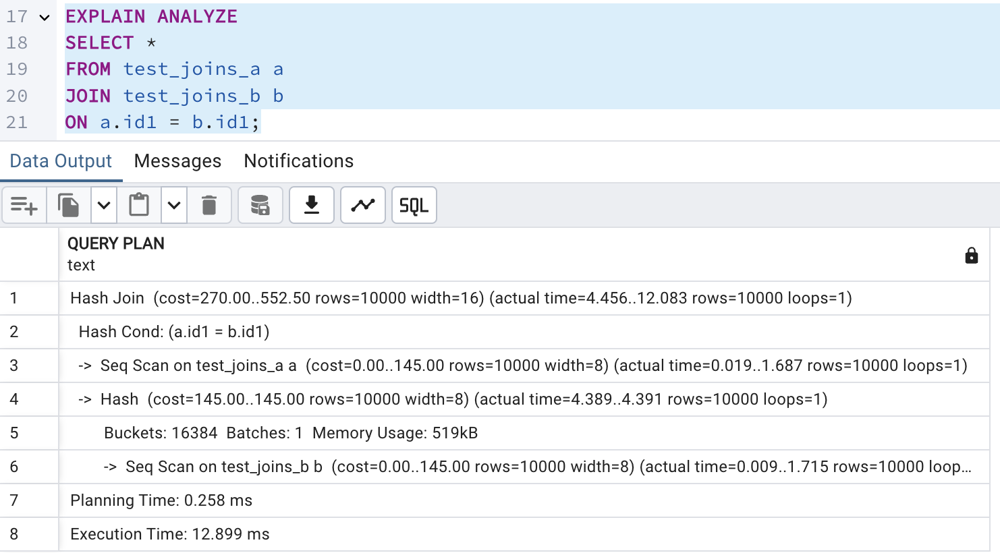 17 EXPLAIN ANALYZE
18 SELECT *
19 FROM test_joins_a a
20 JOIN test_joins_b b
21 ON a.id1 = b.id1;
Data Output Messages Notifications
SQL
QUERY PLAN
text
1 Hash Join (cost=270.00..552.50 rows=10000 width=16) (actual time=4.456..12.083 rows=10000 loops=1)
2 Hash Cond: (a.id1 = b.id1)
3 -> Seq Scan on test_joins_a a (cost=0.00..145.00 rows=10000 width=8) (actual time=0.019..1.687 rows=10000 loops=1)
4 -> Hash (cost=145.00..145.00 rows=10000 width=8) (actual time=4.389..4.391 rows=10000 loops=1)
5 Buckets: 16384 Batches: 1 Memory Usage: 519kB
6 -> Seq Scan on test_joins_b b (cost=0.00..145.00 rows=10000 width=8) (actual time=0.009..1.715 rows=10000 loop...
7 Planning Time: 0.258 ms
8 Execution Time: 12.899 ms